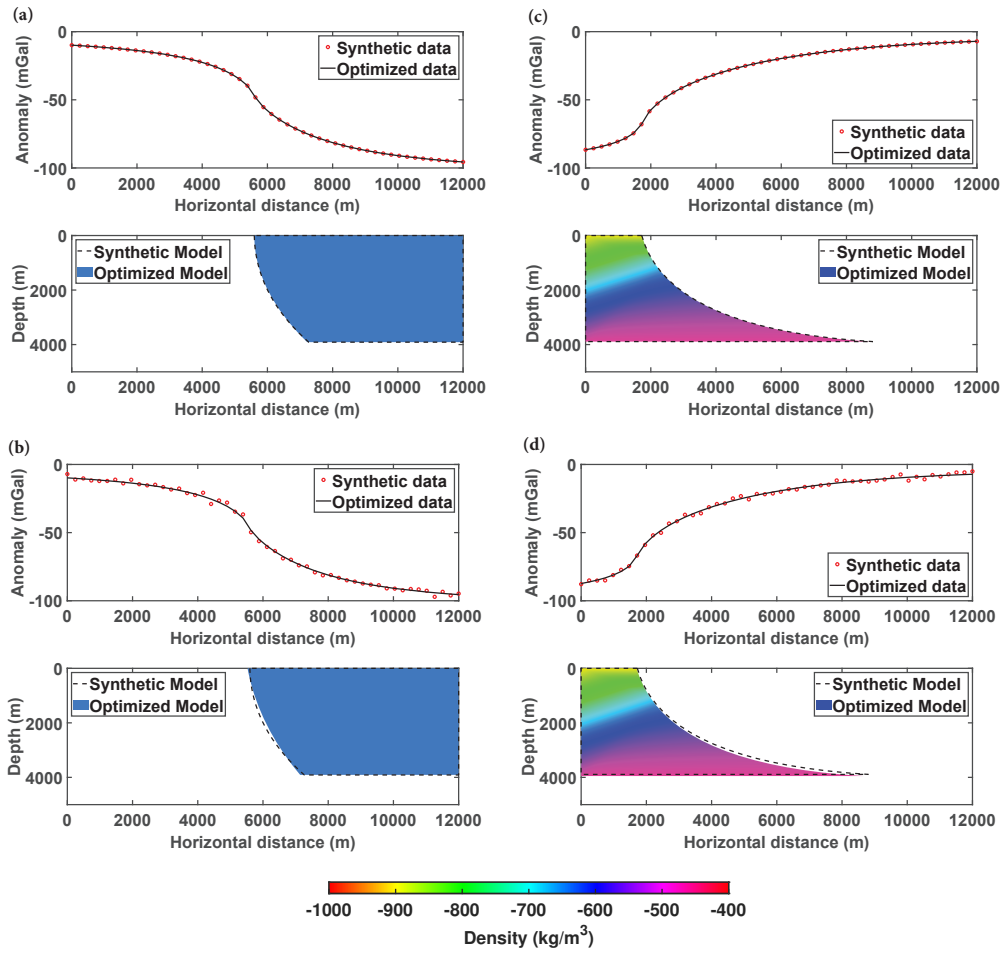 (a)
0
-50
-100
Anomaly (mGal)
Synthetic data
Optimized data
0 2000 4000 6000 8000 10000 12000
Horizontal distance (m)
0
2000
4000
Depth (m)
Synthetic Model
Optimized Model
0 2000 4000 6000 8000 10000 12000
Horizontal distance (m)
(c)
0
-50
-100
Anomaly (mGal)
Synthetic data
Optimized data
0 2000 4000 6000 8000 10000 12000
Horizontal distance (m)
0
2000
4000
Depth (m)
Synthetic Model
Optimized Model
0 2000 4000 6000 8000 10000 12000
Horizontal distance (m)
(b)
0
-50
-100
Anomaly (mGal)
Synthetic data
Optimized data
0 2000 4000 6000 8000 10000 12000
Horizontal distance (m)
0
2000
4000
Depth (m)
Synthetic Model
Optimized Model
0 2000 4000 6000 8000 10000 12000
Horizontal distance (m)
(d)
0
-50
-100
Anomaly (mGal)
Synthetic data
Optimized data
0 2000 4000 6000 8000 10000 12000
Horizontal distance (m)
0
2000
4000
Depth (m)
Synthetic Model
Optimized Model
0 2000 4000 6000 8000 10000 12000
Horizontal distance (m)
-1000 -900 -800 -700 -600 -500 -400
Density (kg/m³)